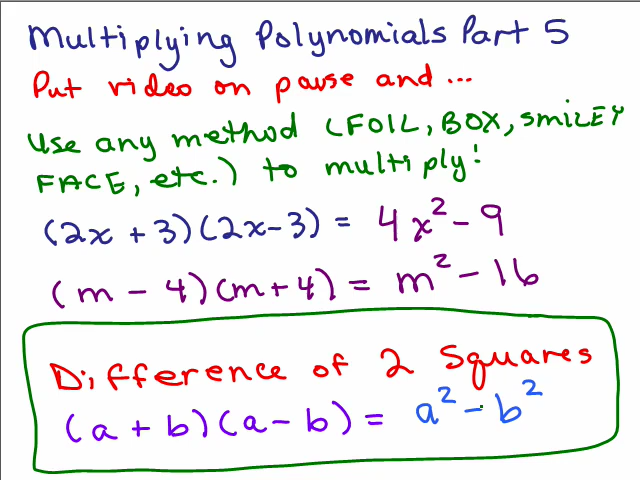 Multiplying Polynomials Part 5
Put video on pause and ...
Use any method (FOIL, BOX, SMILEY
FACE, etc.) to multiply!
(2x + 3)(2x - 3) = 4x² - 9
(m - 4)(m + 4) = m² - 16
Difference of 2 Squares
(a + b)(a - b) = a² - b²